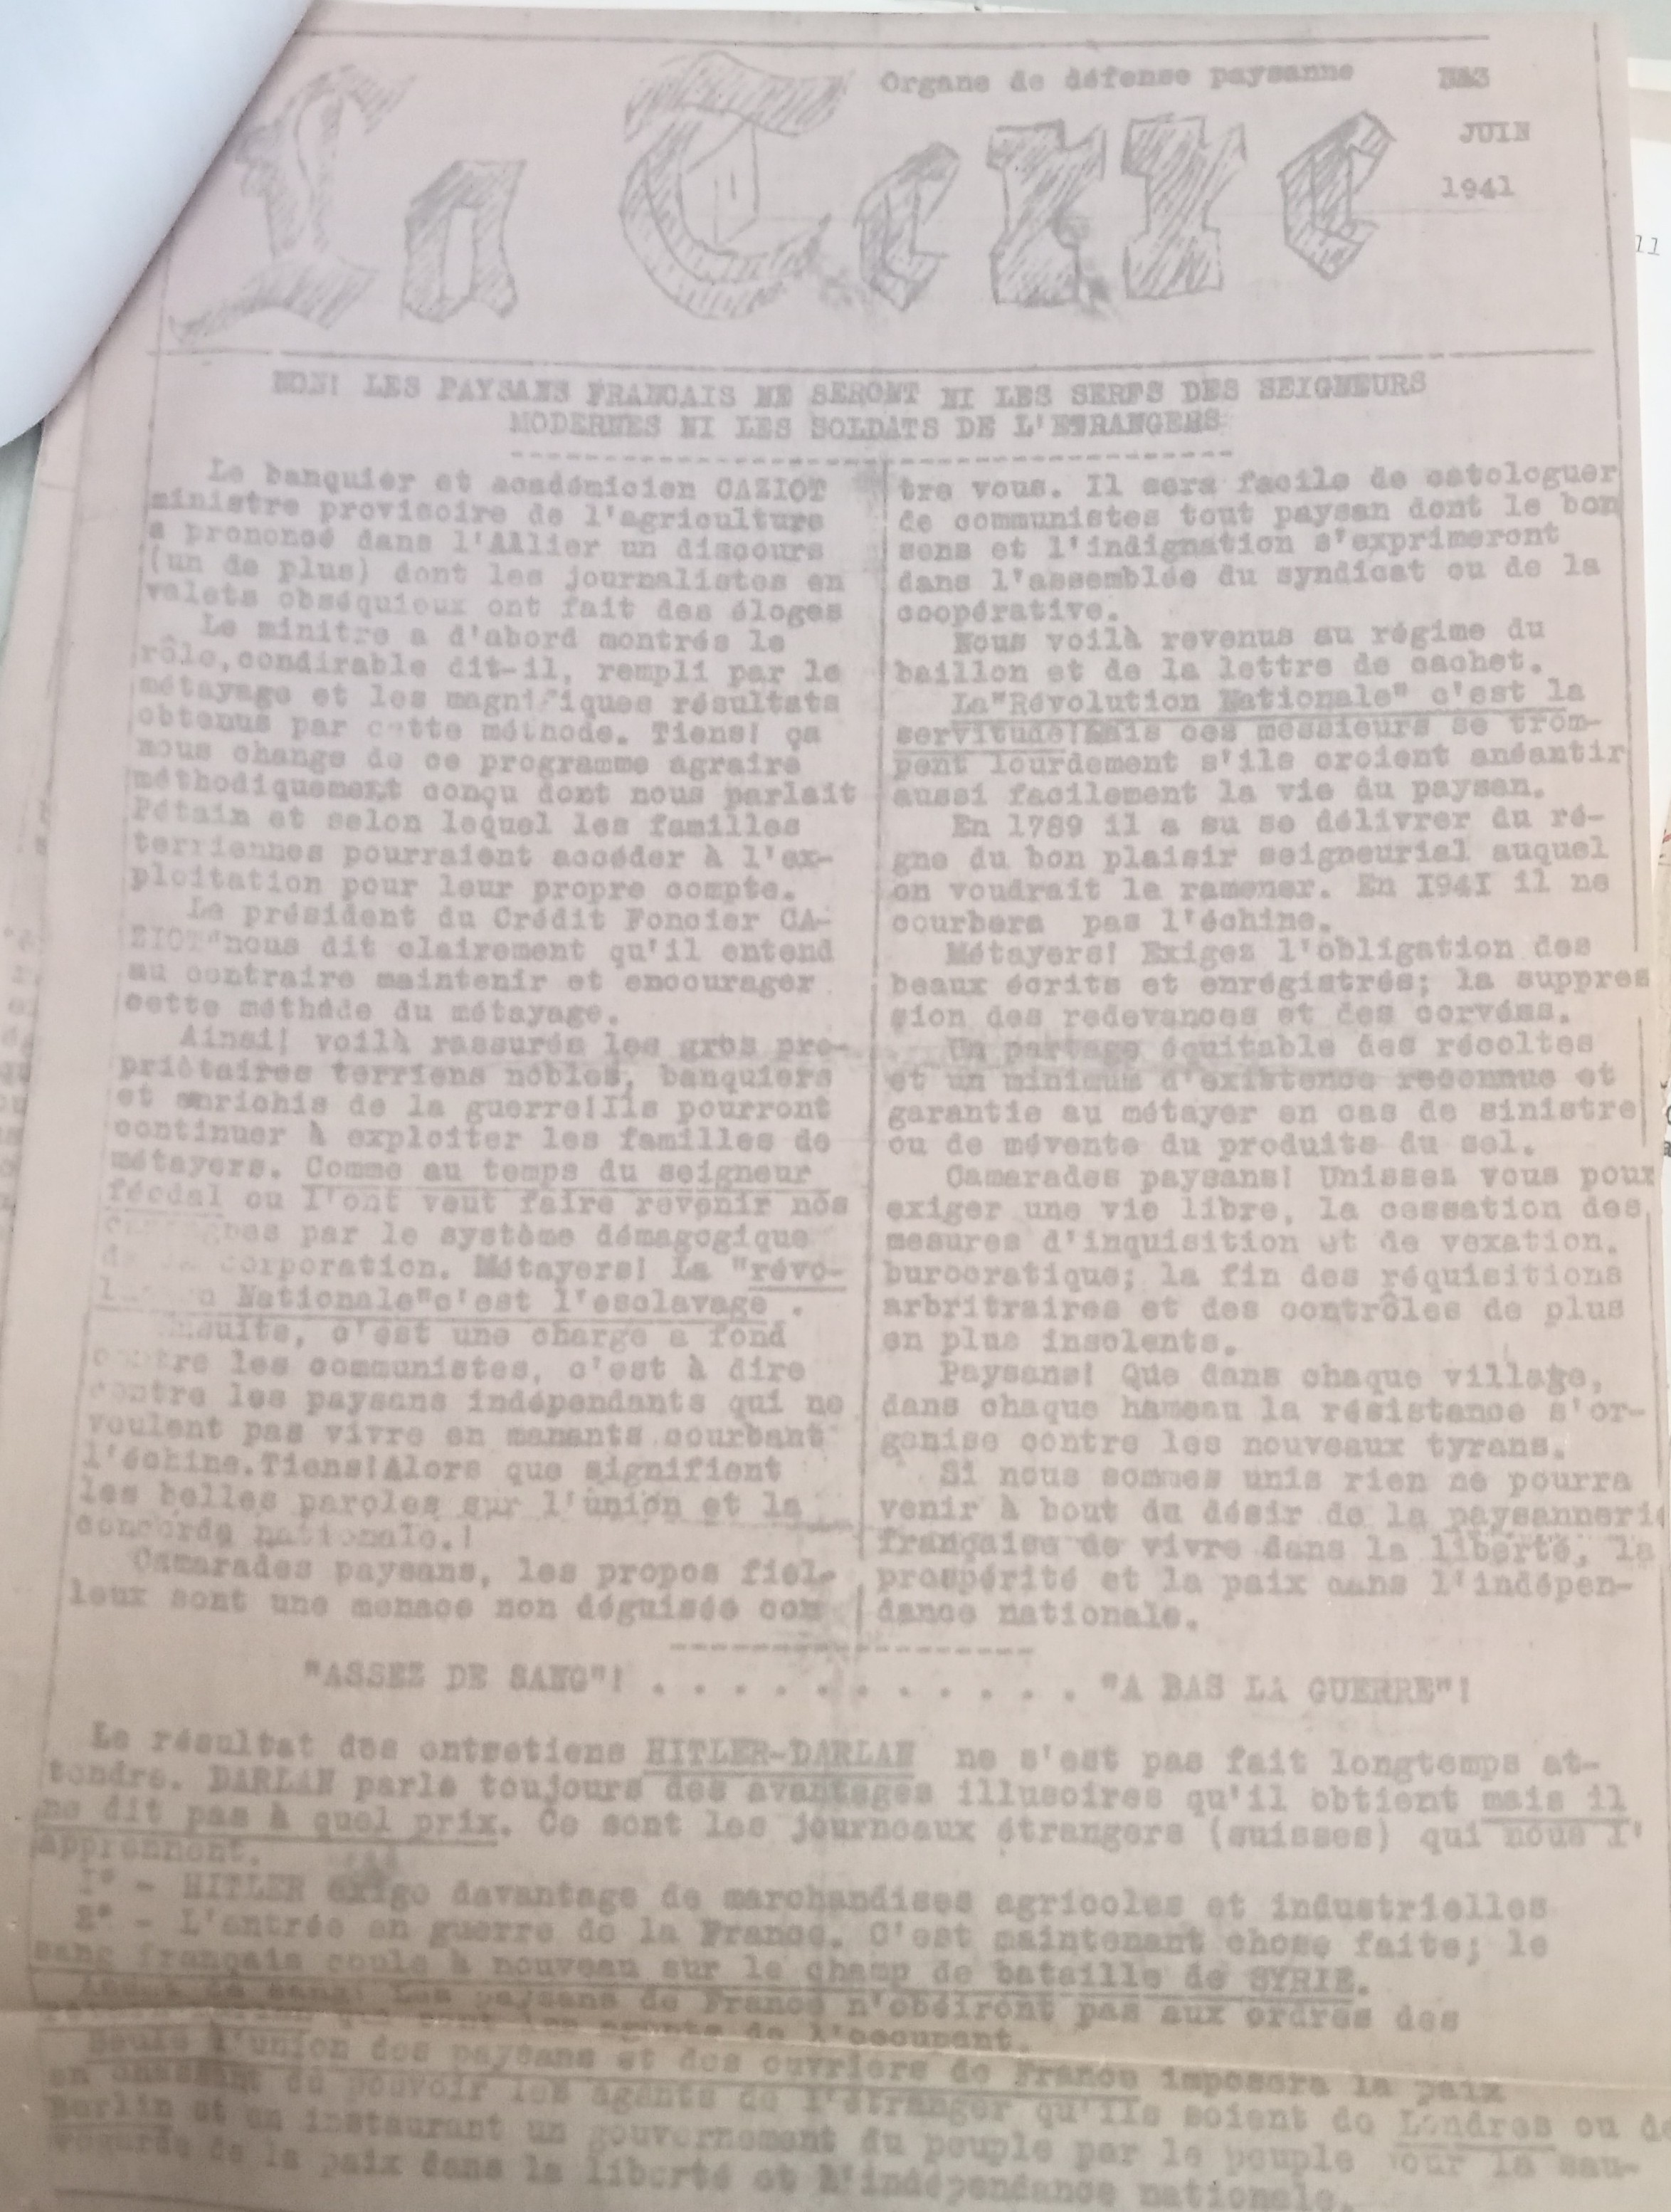 Organe de défense paysanne
JUIN
1941
La Terre
NON! LES PAYSANS FRANCAIS NE SERONT NI LES SERFS DES SEIGNEURS
MODERNES NI LES SOLDATS DE L'ETRANGERS
Le banquier et académicien CAZIOT
ministre provisoire de l'agriculture
a prononcé dans l'Allier un discours
(un de plus) dont les journalistes en
valets obséquieux ont fait des éloges
Le minitre a d'abord montrés le
rôle, condirable dit-il, rempli par le
métayage et les magnifiques résultats
obtenus par cette méthode. Tiens! ça
nous change de ce programme agraire
méthodiquement conçu dont nous parlait
Pétain et selon lequel les familles
terriennes pourraient accéder à l'ex-
ploitation pour leur propre compte.
Le président du Crédit Foncier CA-
ZIOT"nous dit clairement qu'il entend
au contraire maintenir et encourager
cette méthéde du métayage.
Ainsi! voilà rassurés les gros pro-
priètaires terriens nobles, banquiers
et enrichis de la guerre!Ils pourront
continuer à exploiter les familles de
métayers. Comme au temps du seigneur
féodal ou l'ont veut faire revenir nos
par le système démagogique
corporation. Métayers! La "révo-
Nationale"c'est l'esclavage.
c'est une charge a fond
contre les communistes, c'est à dire
contre les paysans indépendants qui ne
voulent pas vivre en manants courbant
l'échine.Tiens!Alors que signifient
les belles paroles sur l'union et la
concorde nationale.!
Camarades paysans, les propos fiel-
leux sont une menace non déguisée con
tre vous. Il sera facile de catologuer
de communistes tout paysan dont le bon
sens et l'indignation s'exprimeront
dans l'assemblée du syndicat ou de la
coopérative.
Nous voilà revenus au régime du
baillon et de la lettre de cachet.
La"Révolution Nationale" c'est la
servitude!Mais ces messieurs se trom-
pent lourdement s'ils croient anéantir
aussi facilement la vie du paysan.
En 1789 il a su se délivrer du ré-
gne du bon plaisir seigneurial auquel
on voudrait le ramener. En I94I il ne
courbera pas l'échine.
Métayers! Exigez l'obligation des
beaux écrits et enrégistrés; la suppres
sion des redevances et des corvées.
Un partage équitable des récoltes
et un minimum d'existence reconnue et
garantie au métayer en cas de sinistre
ou de mévente du produits du sol.
Camarades paysans! Unissez vous pour
exiger une vie libre, la cessation des
mesures d'inquisition et de vexation.
burocratique; la fin des réquisitions
arbritraires et des contrôles de plus
en plus insolents.
Paysans! Que dans chaque village,
dans chaque hameau la résistance s'or-
ganise contre les nouveaux tyrans.
Si nous sommes unis rien ne pourra
venir à bout du désir de la paysannerie
française de vivre dans la liberté, la
prospérité et la paix dans l'indépen-
dance nationale.
"ASSEZ DE SANG"! . . . . . . . . . . . "A BAS LA GUERRE"!
Le résultat des entretiens HITLER-DARLAN ne s'est pas fait longtemps at-
tendre. DARLAN parle toujours des avantages illusoires qu'il obtient mais il
ne dit pas à quel prix. Ce sont les journeaux étrangers (suisses) qui nous l'
apprennent.
I° - HITLER exige davantage de marchandises agricoles et industrielles
2° - L'entrée en guerre de la France. C'est maintenant chose faite; le
sang français coule à nouveau sur le champ de bataille de SYRIE.
Assez de sang! Les paysans de France n'obéiront pas aux ordres des
qui sont les agents de l'occupant.
Seule l'union des paysans et des ouvriers de France imposera la paix
en chassant du pouvoir les agents de l'étranger qu'ils soient de Londres ou de
Berlin et en instaurant un gouvernement du peuple par le peuple pour la sau-
vegarde de la paix dans la liberté et l'indépendance nationale.